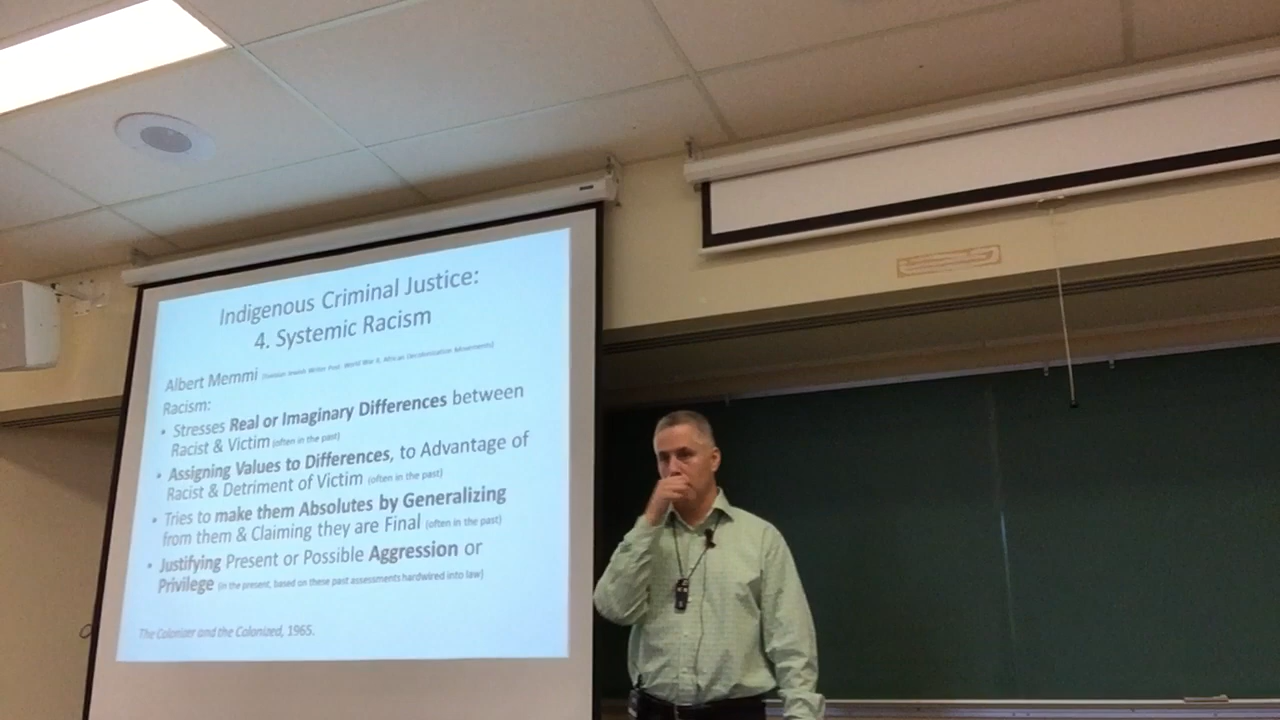 Indigenous Criminal Justice:
4. Systemic Racism
Albert Memmi (Tunisian Jewish Writer Post- World War II, African Decolonization Movements)
Racism:
• Stresses Real or Imaginary Differences between
Racist & Victim (often in the past)
• Assigning Values to Differences, to Advantage of
Racist & Detriment of Victim (often in the past)
• Tries to make them Absolutes by Generalizing
from them & Claiming they are Final (often in the past)
• Justifying Present or Possible Aggression or
Privilege (in the present, based on these past assessments hardwired into law)
The Colonizer and the Colonized, 1965.